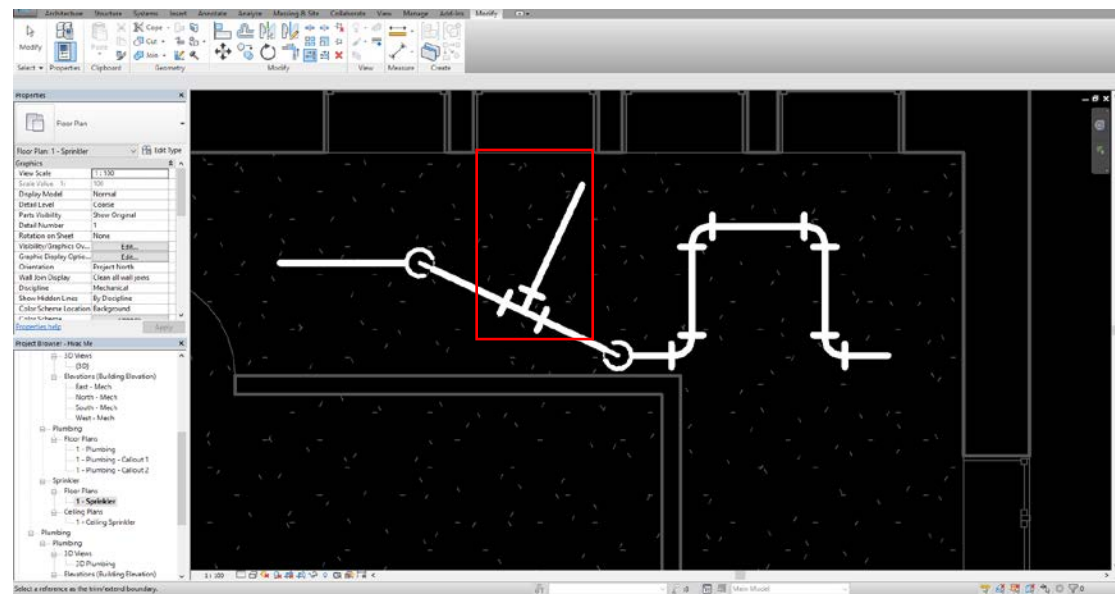 Architecture Structure Systems Insert Annotate Analyze Massing & Site Collaborate View Manage Add-Ins Modify
Modify
Paste
Cope
Cut
Join
Select Properties Clipboard Geometry Modify View Measure Create
Properties
Floor Plan
Floor Plan: 1 - Sprinkler Edit Type
Graphics
View Scale 1 : 100
Scale Value 1: 100
Display Model Normal
Detail Level Coarse
Parts Visibility Show Original
Detail Number 1
Rotation on Sheet None
Visibility/Graphics Ov... Edit...
Graphic Display Optio... Edit...
Orientation Project North
Wall Join Display Clean all wall joins
Discipline Mechanical
Show Hidden Lines By Discipline
Color Scheme Location Background
Color Scheme
Properties help Apply
Project Browser - Hvac Me
3D Views
{3D}
Elevations (Building Elevation)
East - Mech
North - Mech
South - Mech
West - Mech
Plumbing
Floor Plans
1 - Plumbing
1 - Plumbing - Callout 1
1 - Plumbing - Callout 2
Sprinkler
Floor Plans
1 - Sprinkler
Ceiling Plans
1 - Ceiling Sprinkler
Plumbing
Plumbing
3D Views
3D Plumbing
Elevations (Building Elevation)
1 : 100
Select a reference as the trim/extend boundary.
:0
Main Model
:0